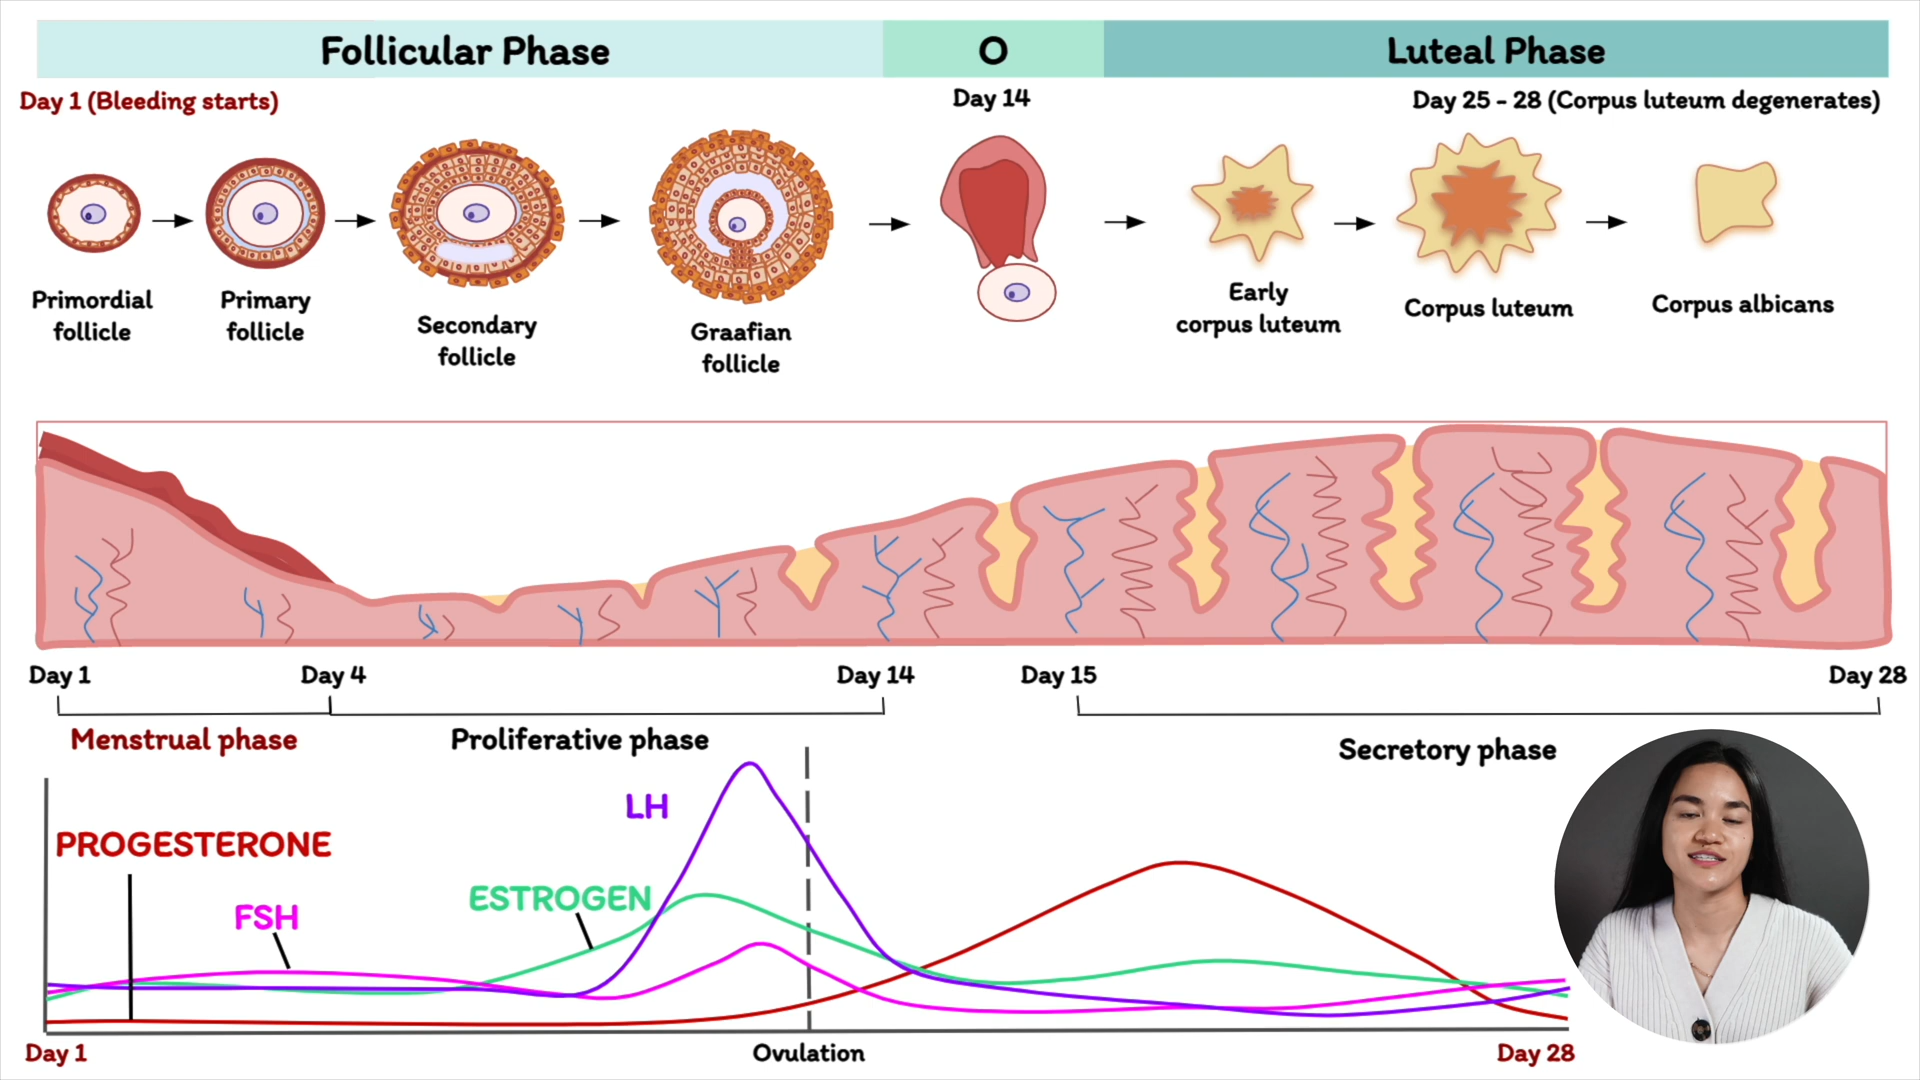 Follicular Phase
O
Luteal Phase
Day 1 (Bleeding starts)
Day 14
Day 25 - 28 (Corpus luteum degenerates)
Primordial
follicle
Primary
follicle
Secondary
follicle
Graafian
follicle
Early
corpus luteum
Corpus luteum
Corpus albicans
Day 1
Day 4
Day 14
Day 15
Day 28
Menstrual phase
Proliferative phase
Secretory phase
LH
PROGESTERONE
ESTROGEN
FSH
Day 1
Ovulation
Day 28